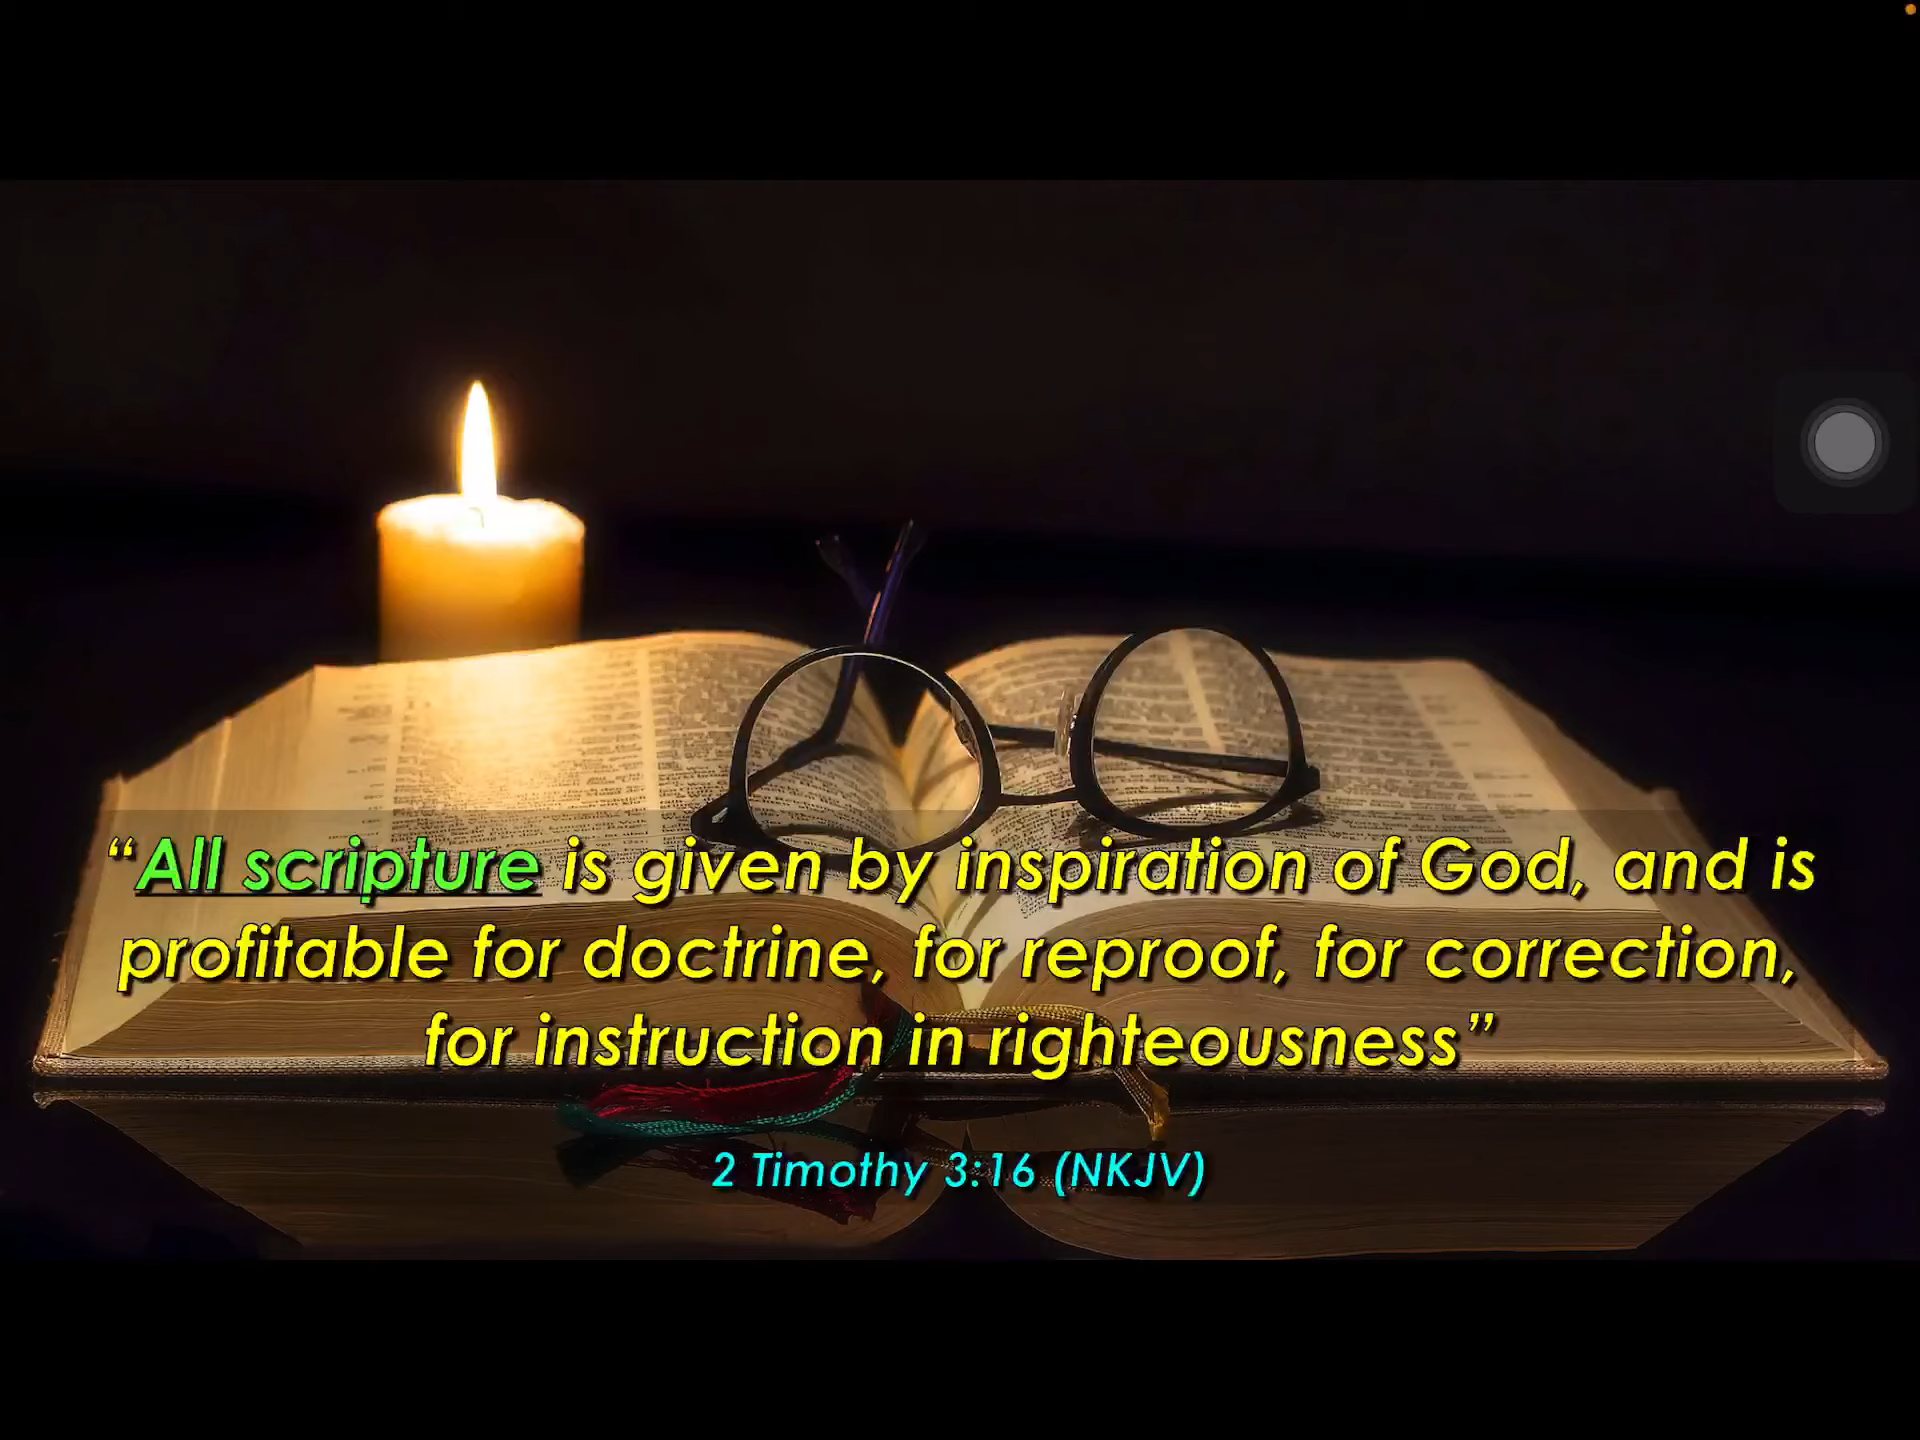 “All scripture is given by inspiration of God, and is
profitable for doctrine, for reproof, for correction,
for instruction in righteousness”
2 Timothy 3:16 (NKJV)